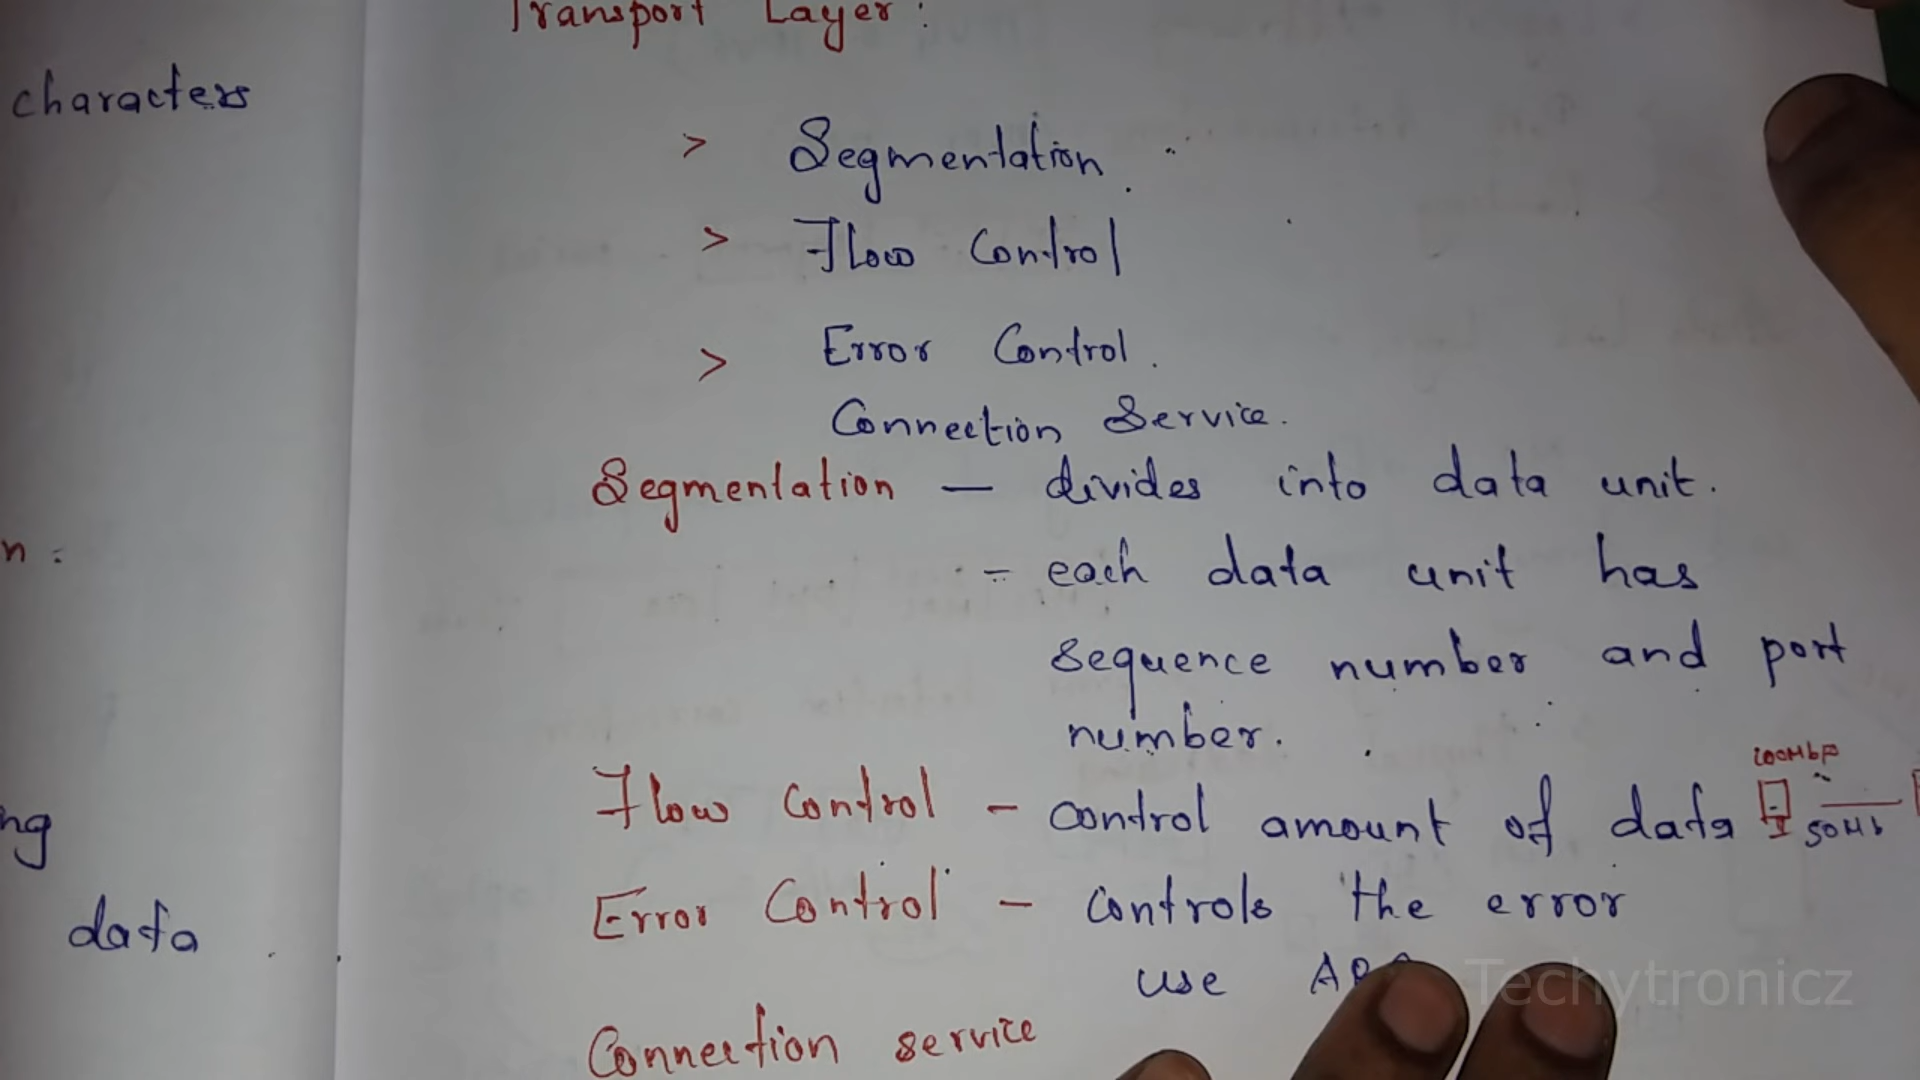 characters
n :
ng
data
Transport Layer :
> Segmentation
> Flow Control
> Error Control.
Connection Service.
Segmentation — divides into data unit.
- each data unit has
sequence number and port
number.
Flow Control - control amount of data
50Mb
Error Control - controls the error
use
Connection service
Techytronicz